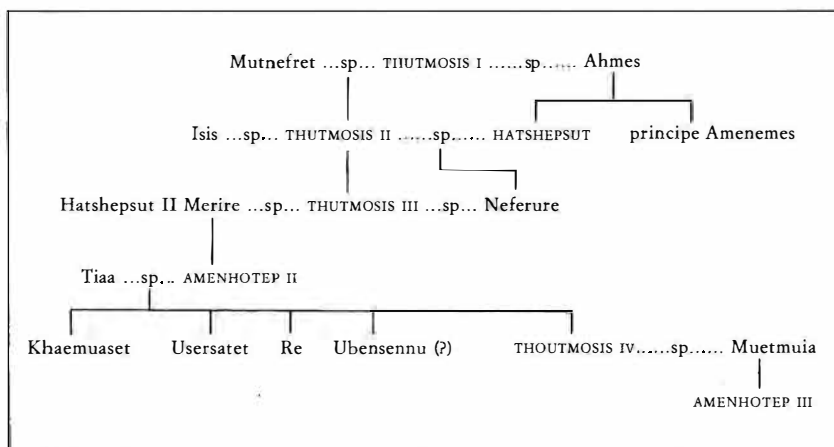 Mutnefret ...sp... THUTMOSIS I ......sp...... Ahmes
Isis ...sp... THUTMOSIS II ......sp...... HATSHEPSUT principe Amenemes
Hatshepsut II Merire ...sp... THUTMOSIS III ...sp... Neferure
Tiaa ...sp... AMENHOTEP II
Khaemuaset Usersatet Re Ubensennu (?) THOUTMOSIS IV......sp...... Muetmuia
AMENHOTEP III